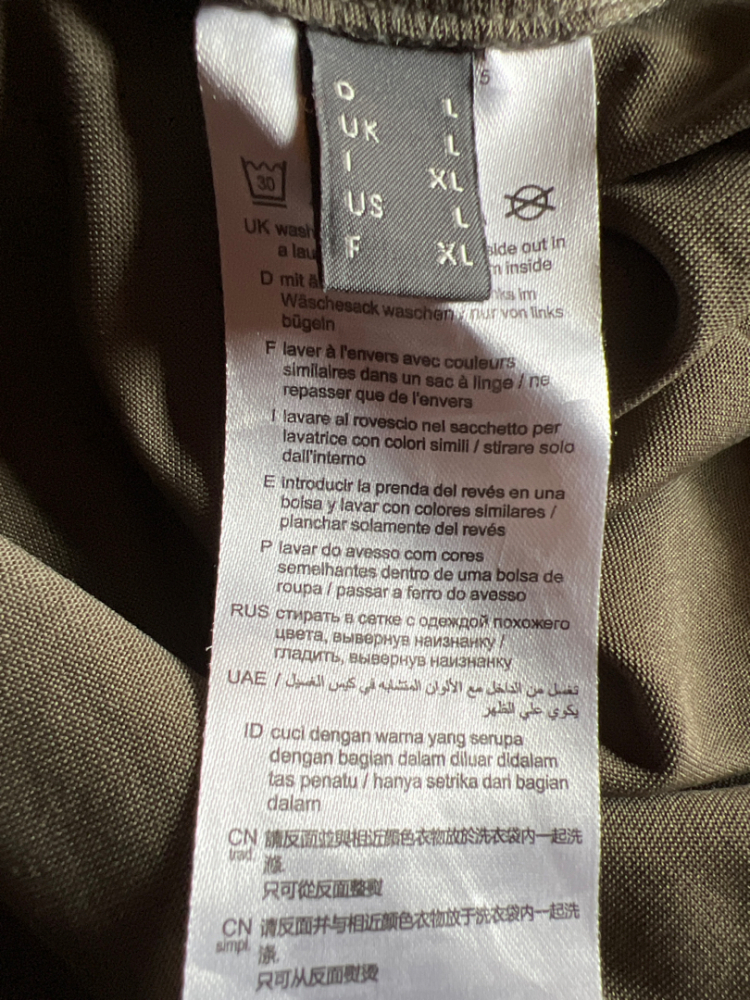 5
D L
UK L
I XL
US L
F XL
30
UK wash side out in
a lau inside
D mit im
Wäschesack waschen / nur von links
bügeln
F laver à l'envers avec couleurs
similaires dans un sac à linge / ne
repasser que de l'envers
I lavare al rovescio nel sacchetto per
lavatrice con colori simili / stirare solo
dall'interno
E introducir la prenda del revés en una
bolsa y lavar con colores similares /
planchar solamente del revés
P lavar do avesso com cores
semelhantes dentro de uma bolsa de
roupa / passar a ferro do avesso
RUS стирать в сетке с одеждой похожего
цвета, вывернув наизнанку /
гладить, вывернув наизнанку
UAE تغسل من الداخل مع الألوان المتشابه في كيس الغسيل /
يكوي علي الظهر
ID cuci dengan warna yang serupa
dengan bagian dalam diluar didalam
tas penatu / hanya setrika dari bagian
dalam
CN trad. 請反面並與相近顏色衣物放於洗衣袋內一起洗
滌.
只可從反面整熨
CN simpl. 请反面并与相近颜色衣物放于洗衣袋内一起洗
涤.
只可从反面熨烫